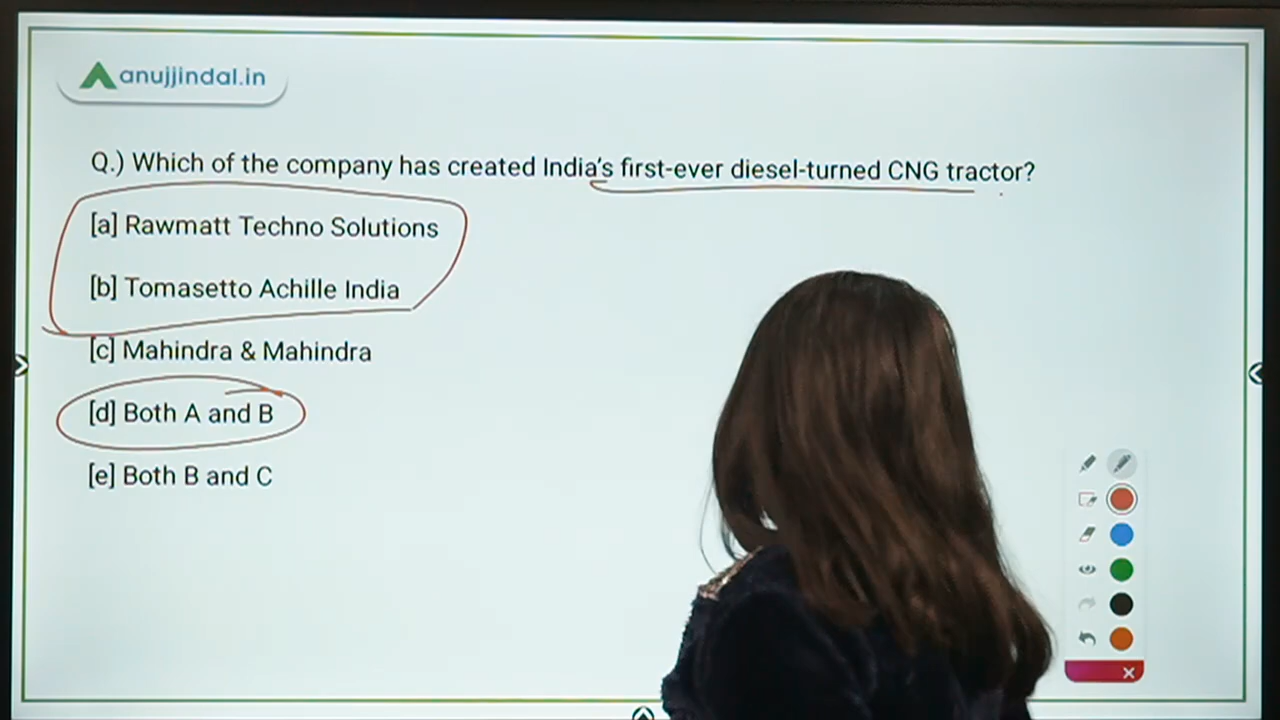 anujjindal.in
Q.) Which of the company has created India's first-ever diesel-turned CNG tractor?
[a] Rawmatt Techno Solutions
[b] Tomasetto Achille India
[c] Mahindra & Mahindra
[d] Both A and B
[e] Both B and C